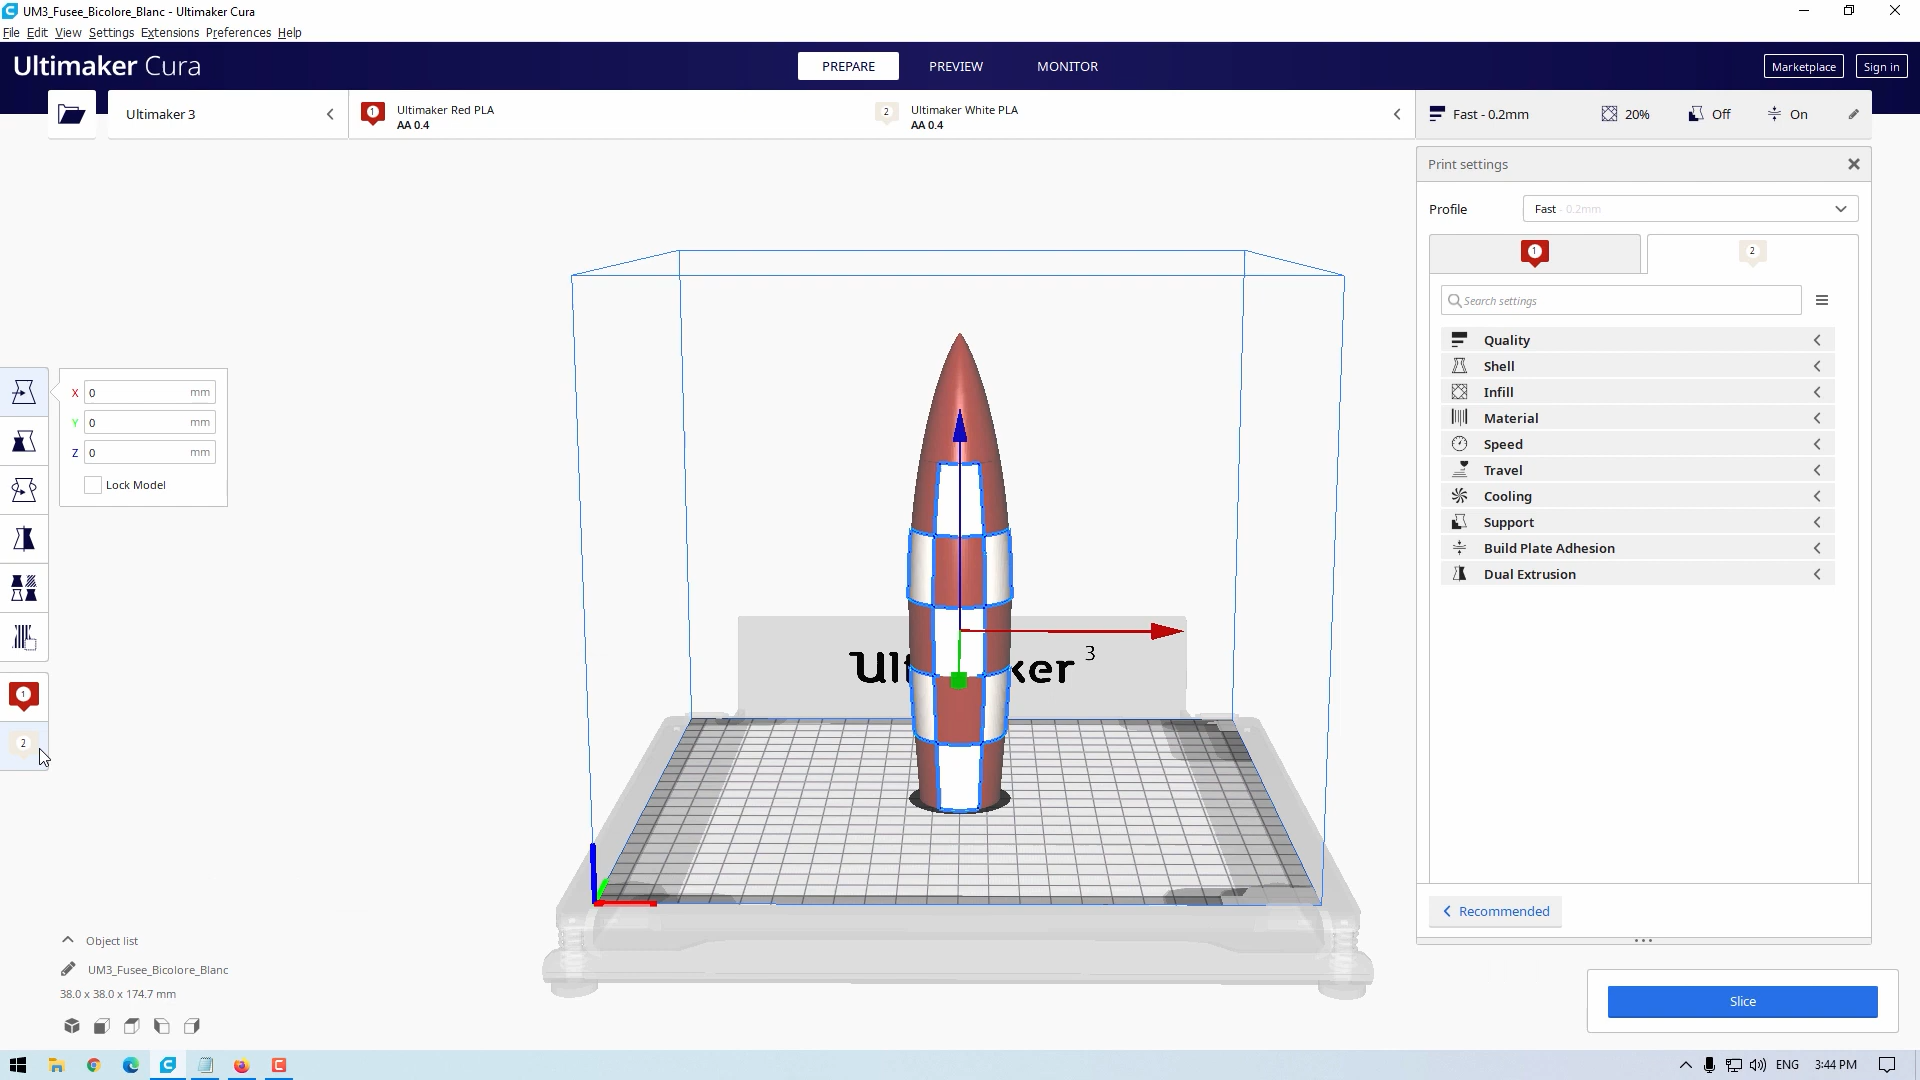 UM3_Fusee_Bicolore_Blanc - Ultimaker Cura
File Edit View Settings Extensions Preferences Help
Ultimaker Cura
PREPARE PREVIEW MONITOR
Marketplace Sign in
Ultimaker 3
1 Ultimaker Red PLA
AA 0.4
2 Ultimaker White PLA
AA 0.4
Fast - 0.2mm 20% Off On
Print settings
Profile Fast - 0.2mm
1 2
Search settings
Quality
Shell
Infill
Material
Speed
Travel
Cooling
Support
Build Plate Adhesion
Dual Extrusion
Recommended
X 0 mm
Y 0 mm
Z 0 mm
Lock Model
1
2
Ul ker 3
Object list
UM3_Fusee_Bicolore_Blanc
38.0 x 38.0 x 174.7 mm
Slice
ENG 3:44 PM